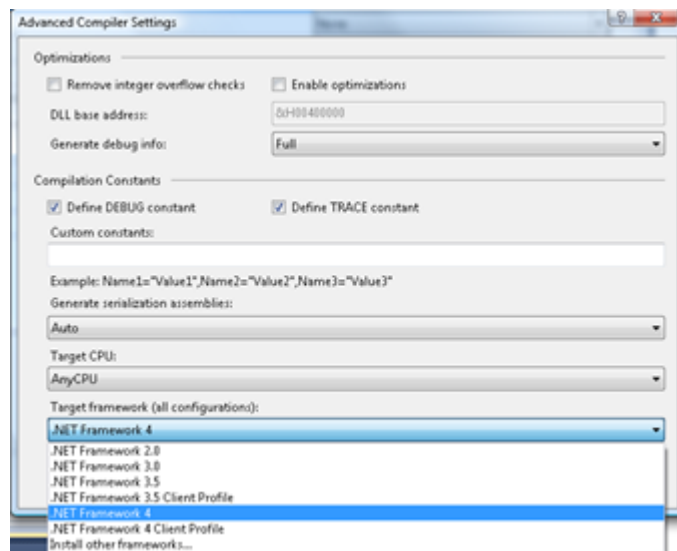 Advanced Compiler Settings
Optimizations
Remove integer overflow checks Enable optimizations
DLL base address: &H00400000
Generate debug info: Full
Compilation Constants
Define DEBUG constant Define TRACE constant
Custom constants:
Example: Name1="Value1",Name2="Value2",Name3="Value3"
Generate serialization assemblies:
Auto
Target CPU:
AnyCPU
Target framework (all configurations):
.NET Framework 4
.NET Framework 2.0
.NET Framework 3.0
.NET Framework 3.5
.NET Framework 3.5 Client Profile
.NET Framework 4
.NET Framework 4 Client Profile
Install other frameworks...